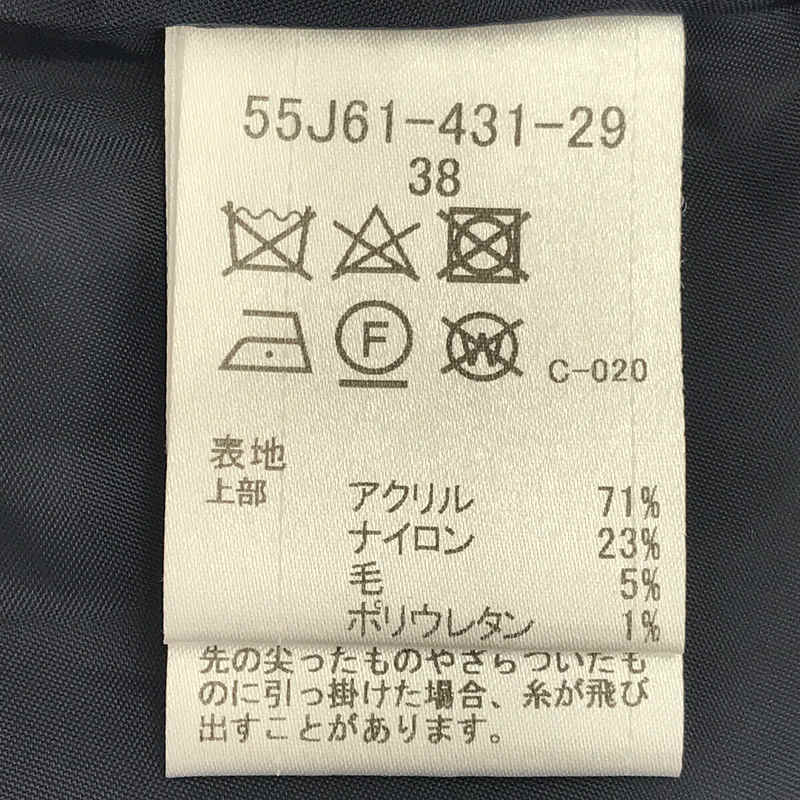 55J61-431-29
38
F
W
C-020
表地
上部 アクリル 71%
ナイロン 23%
毛 5%
ポリウレタン 1%
先の尖ったものやざらついたも
のに引っ掛けた場合、糸が飛び
出すことがあります。